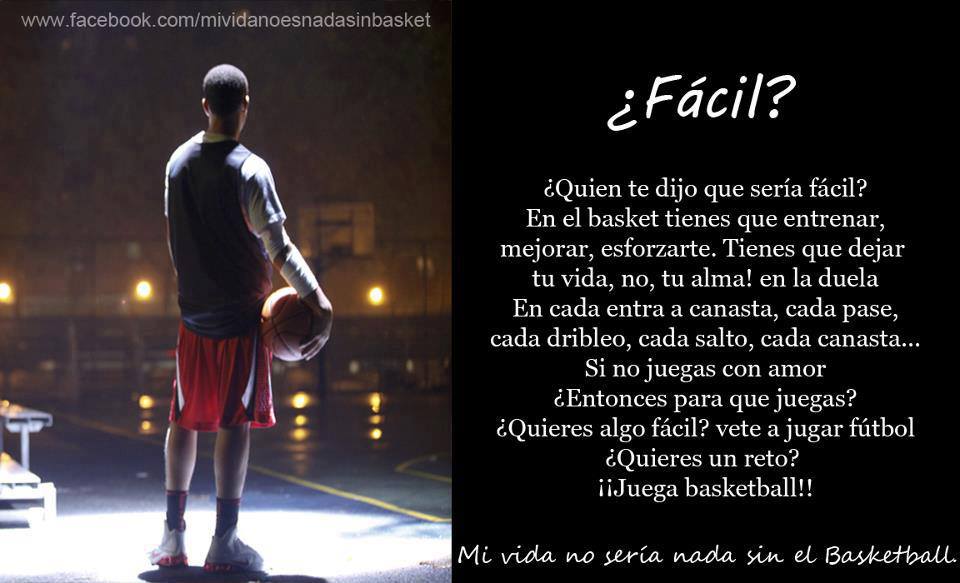 www.facebook.com/mividanoesnadasinbasket
¿Fácil?
¿Quien te dijo que sería fácil?
En el basket tienes que entrenar,
mejorar, esforzarte. Tienes que dejar
tu vida, no, tu alma! en la duela
En cada entra a canasta, cada pase,
cada dribleo, cada salto, cada canasta...
Si no juegas con amor
¿Entonces para que juegas?
¿Quieres algo fácil? vete a jugar fútbol
¿Quieres un reto?
¡¡Juega basketball!!
Mi vida no sería nada sin el Basketball.